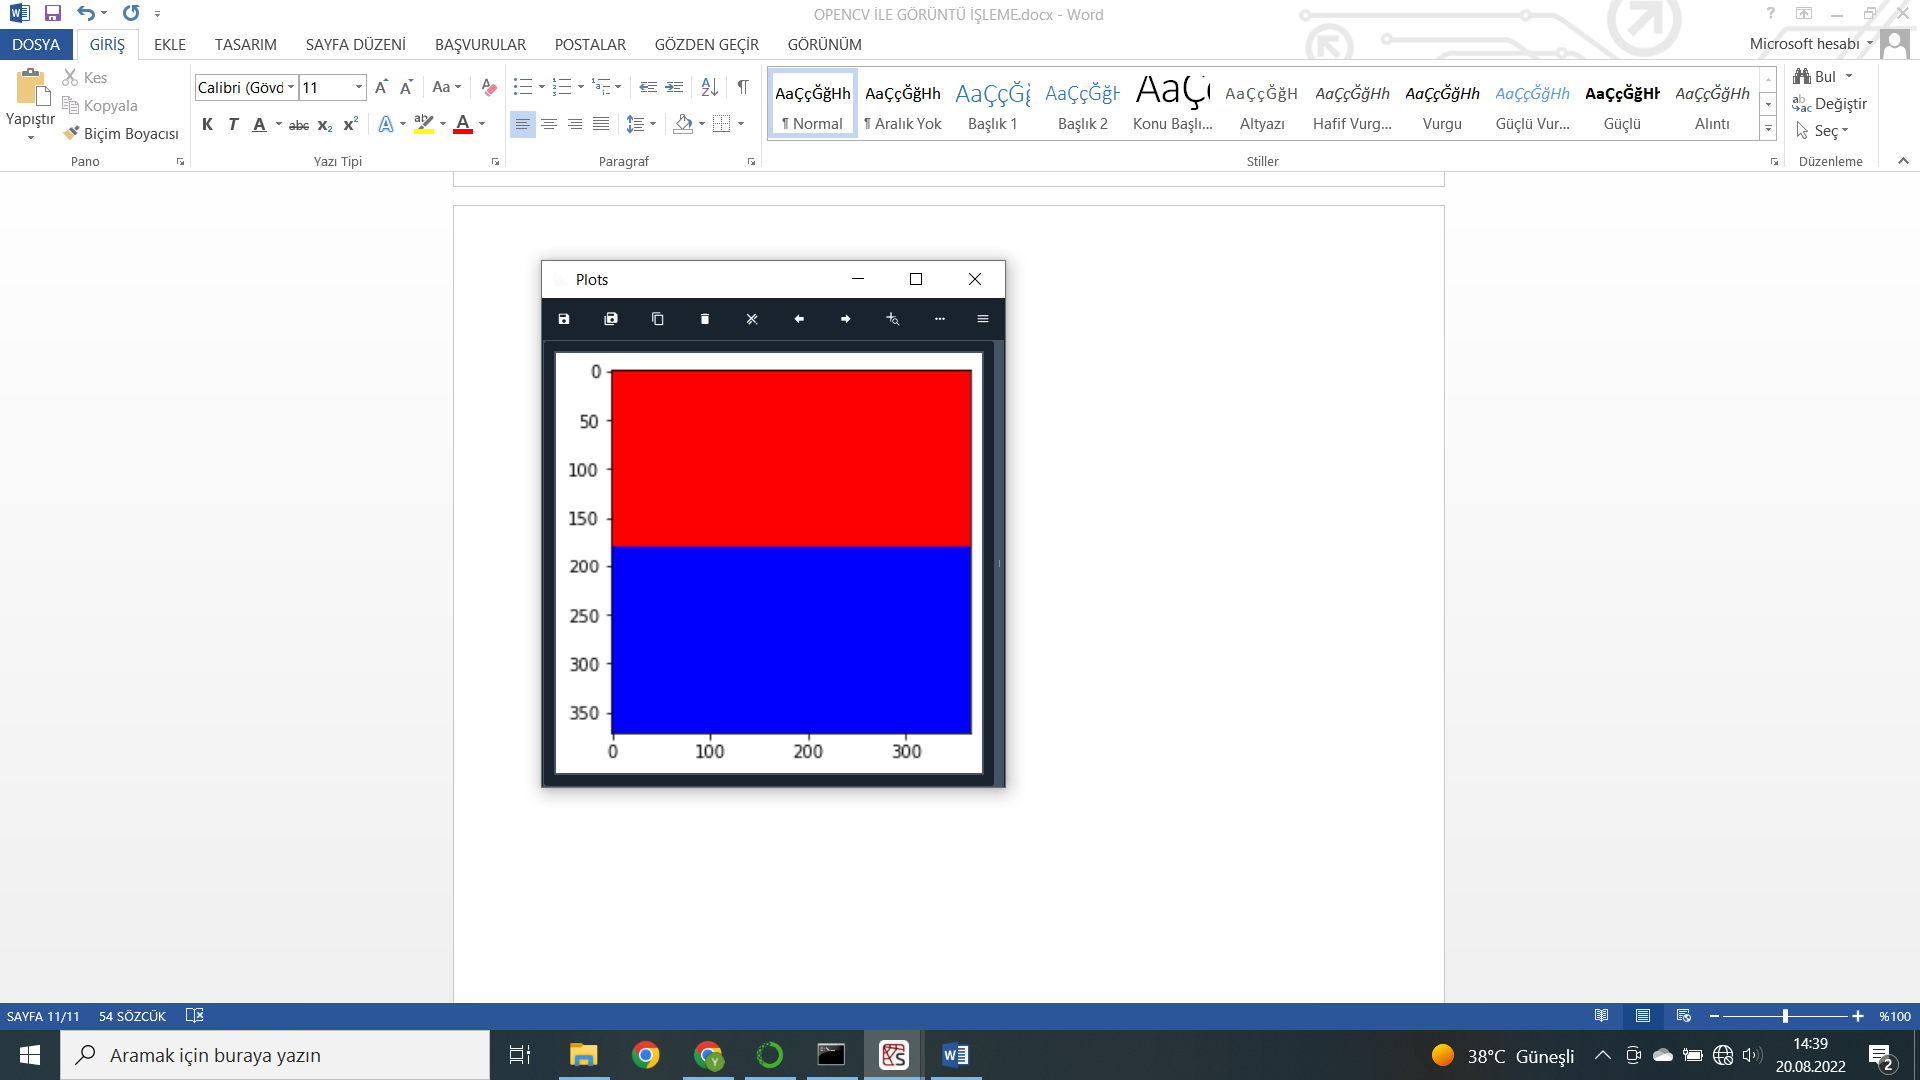 OPENCV İLE GÖRÜNTÜ İŞLEME.docx - Word
DOSYA GİRİŞ EKLE TASARIM SAYFA DÜZENİ BAŞVURULAR POSTALAR GÖZDEN GEÇİR GÖRÜNÜM Microsoft hesabı
Yapıştır
Kes
Kopyala
Biçim Boyacısı
Pano
Calibri (Gövd 11
Aa
K T A abc x₂ x²
A A
Yazı Tipi
Paragraf
AaÇçĞğHh AaÇçĞğHh AaÇçĞğ AaÇçĞğH AaÇç AaÇçĞğH AaÇçĞğHh AaÇçĞğHh AaÇçĞğHh AaÇçĞğHh AaÇçĞğHh
¶ Normal ¶ Aralık Yok Başlık 1 Başlık 2 Konu Başlı... Altyazı Hafif Vurg... Vurgu Güçlü Vur... Güçlü Alıntı
Stiller
Bul
Değiştir
Seç
Düzenleme
Plots
0
50
100
150
200
250
300
350
0 100 200 300
SAYFA 11/11 54 SÖZCÜK %100
Aramak için buraya yazın
38°C Güneşli
14:39
20.08.2022
2